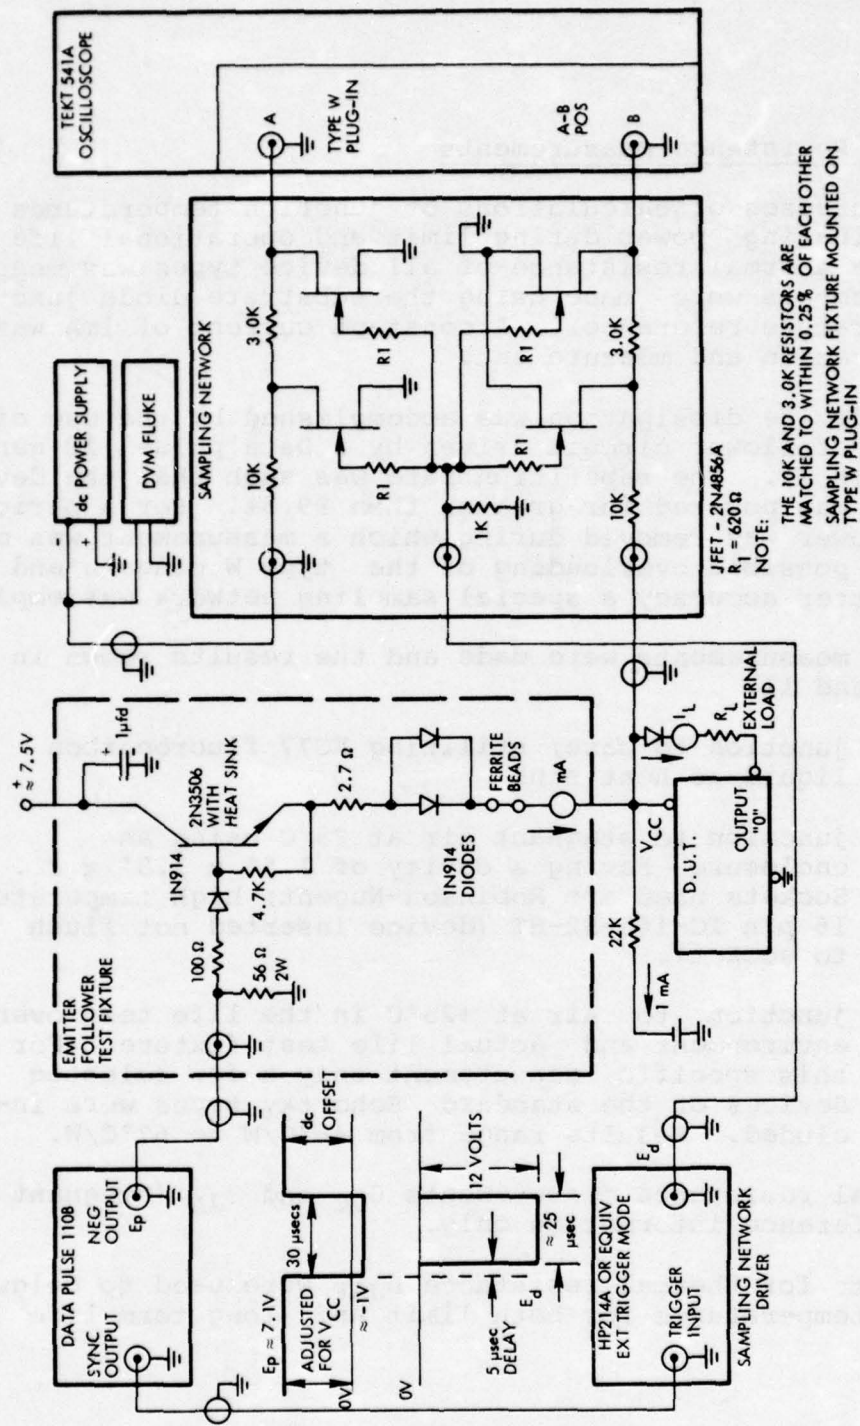 DATA PULSE 110B
SYNC OUTPUT
NEG. OUTPUT
Ep
EMITTER
FOLLOWER
TEST FIXTURE
100 Ω
56 Ω
2W
1N914
4.7K
2N3506
WITH
HEAT SINK
+
≈ 7.5V
1μfd
2.7 Ω
1N914
DIODES
FERRITE
BEADS
MA
Ep ≈ 7.1V
ADJUSTED
FOR VCC
≈ 1V
30 μsecs
+dc
OFFSET
0V
0V
12 VOLTS
5 μsec
DELAY
≈ 25
μsec
Ed
HP214A OR EQUIV
EXT TRIGGER MODE
TRIGGER
INPUT
Ed
SAMPLING NETWORK
DRIVER
22K
1 mA
VCC
D.U.T.
OUTPUT
"0"
IL
RL
EXTERNAL
LOAD
dc POWER SUPPLY
DVM FLUKE
SAMPLING NETWORK
10K
3.0K
R1
R1
1K
R1
R1
10K
3.0K
TEKT 541A
OSCILLOSCOPE
A
TYPE W
PLUG-IN
A-B
POS
B
JFET - 2N4856A
R1 = 620 Ω
NOTE:
THE 10K AND 3.0K RESISTORS ARE
MATCHED TO WITHIN 0.25% OF EACH OTHER
SAMPLING NETWORK FIXTURE MOUNTED ON
TYPE W PLUG-IN